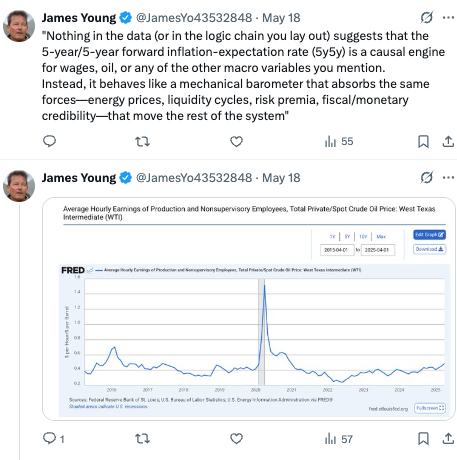 James Young @JamesYo43532848 · May 18
"Nothing in the data (or in the logic chain you lay out) suggests that the
5-year/5-year forward inflation-expectation rate (5y5y) is a causal engine
for wages, oil, or any of the other macro variables you mention.
Instead, it behaves like a mechanical barometer that absorbs the same
forces—energy prices, liquidity cycles, risk premia, fiscal/monetary
credibility—that move the rest of the system"
55
James Young @JamesYo43532848 · May 18
Average Hourly Earnings of Production and Nonsupervisory Employees, Total Private/Spot Crude Oil Price: West Texas
Intermediate (WTI)
1Y | 5Y | 10Y | Max
Edit Graph
2015-04-01 to 2025-04-01
Download
FRED — Average Hourly Earnings of Production and Nonsupervisory Employees, Total Private/Spot Crude Oil Price: West Texas Intermediate (WTI)
1.6
1.4
1.2
1.0
0.8
0.6
0.4
0.2
2016 2017 2018 2019 2020 2021 2022 2023 2024 2025
Sources: Federal Reserve Bank of St. Louis; U.S. Bureau of Labor Statistics; U.S. Energy Information Administration via FRED®
Shaded areas indicate U.S. recessions.
fred.stlouisfed.org
Fullscreen
1 57